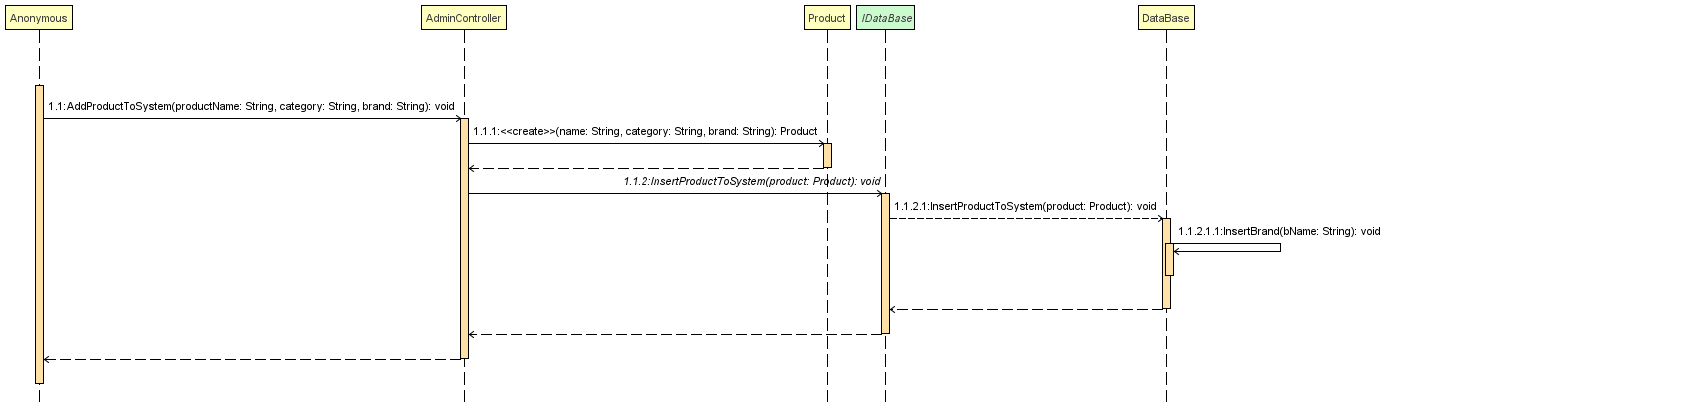 Anonymous
AdminController
Product
IDataBase
DataBase
1.1:AddProductToSystem(productName: String, category: String, brand: String): void
1.1.1:<<create>>(name: String, category: String, brand: String): Product
1.1.2:InsertProductToSystem(product: Product): void
1.1.2.1:InsertProductToSystem(product: Product): void
1.1.2.1.1:InsertBrand(bName: String): void